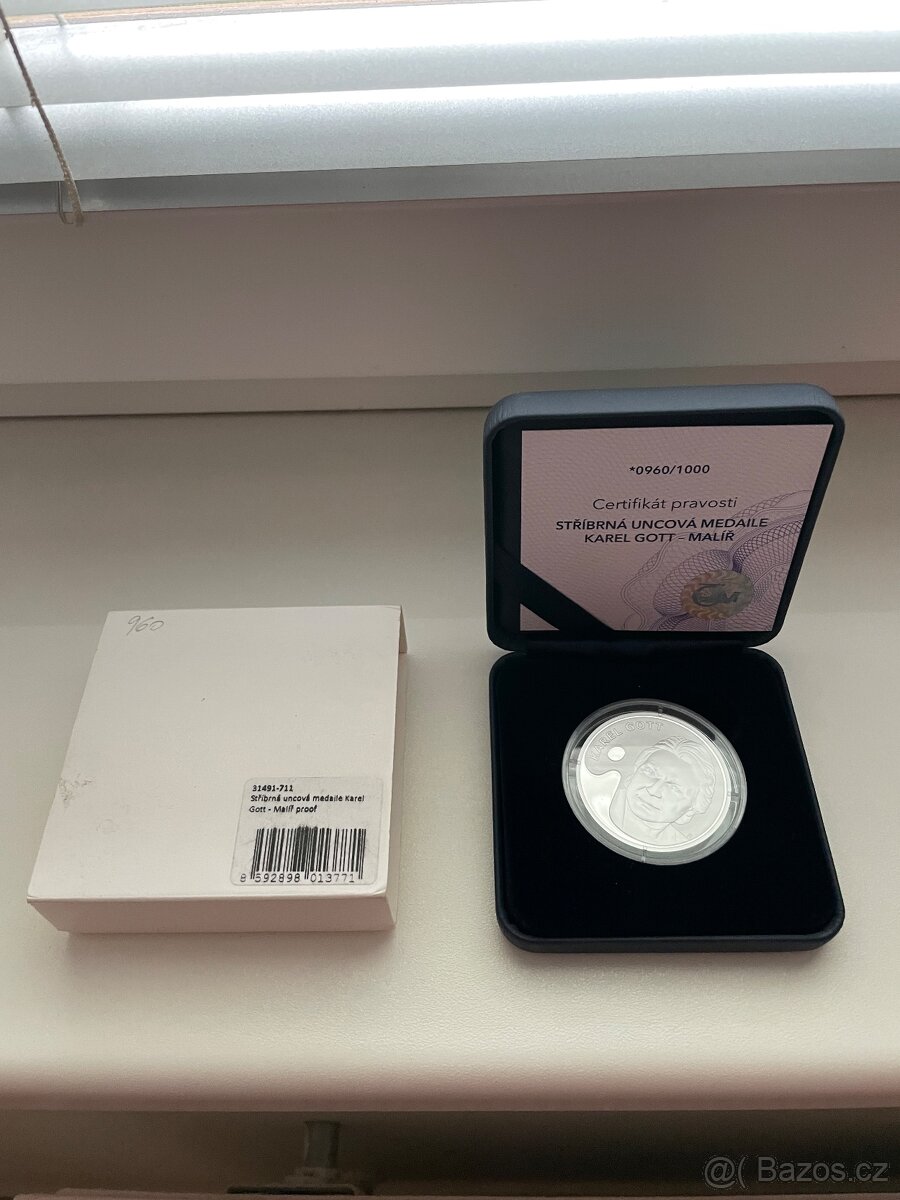 *0960/1000
Certifikát pravosti
STŘÍBRNÁ UNCOVÁ MEDAILE
KAREL GOTT – MALÍŘ
ČM
960
KAREL GOTT
31491-711
Stříbrná uncová medaile Karel
Gott - Malíř proof
8 592898 013771
@( Bazos.cz